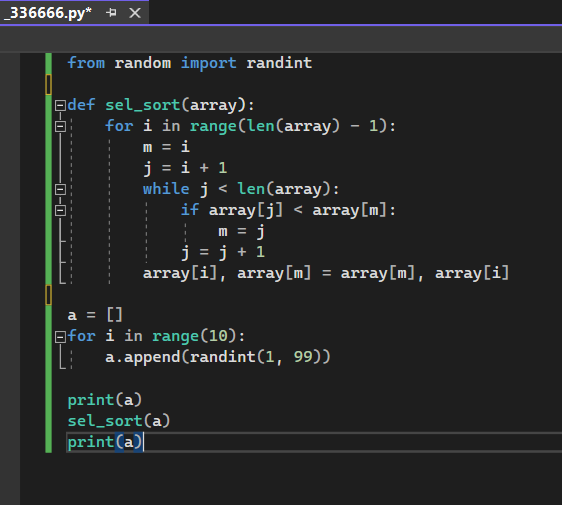 _336666.py*
from random import randint
def sel_sort(array):
    for i in range(len(array) - 1):
        m = i
        j = i + 1
        while j < len(array):
            if array[j] < array[m]:
                m = j
            j = j + 1
        array[i], array[m] = array[m], array[i]
a = []
for i in range(10):
    a.append(randint(1, 99))
print(a)
sel_sort(a)
print(a)